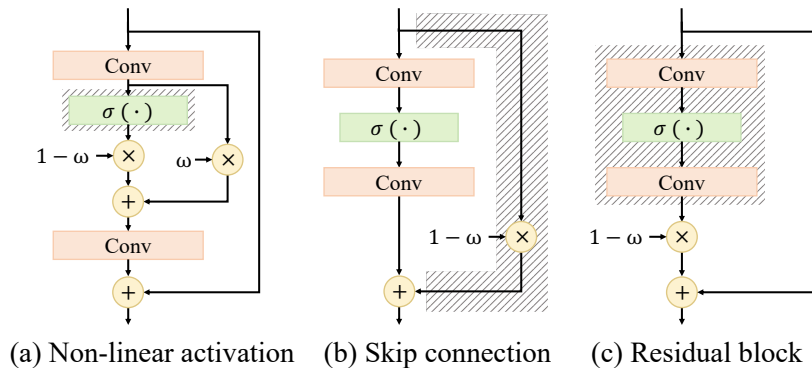 Conv
σ (·)
1 − ω
×
ω
×
+
Conv
+
(a) Non-linear activation
Conv
σ (·)
Conv
1 − ω
×
+
(b) Skip connection
Conv
σ (·)
Conv
1 − ω
×
+
(c) Residual block